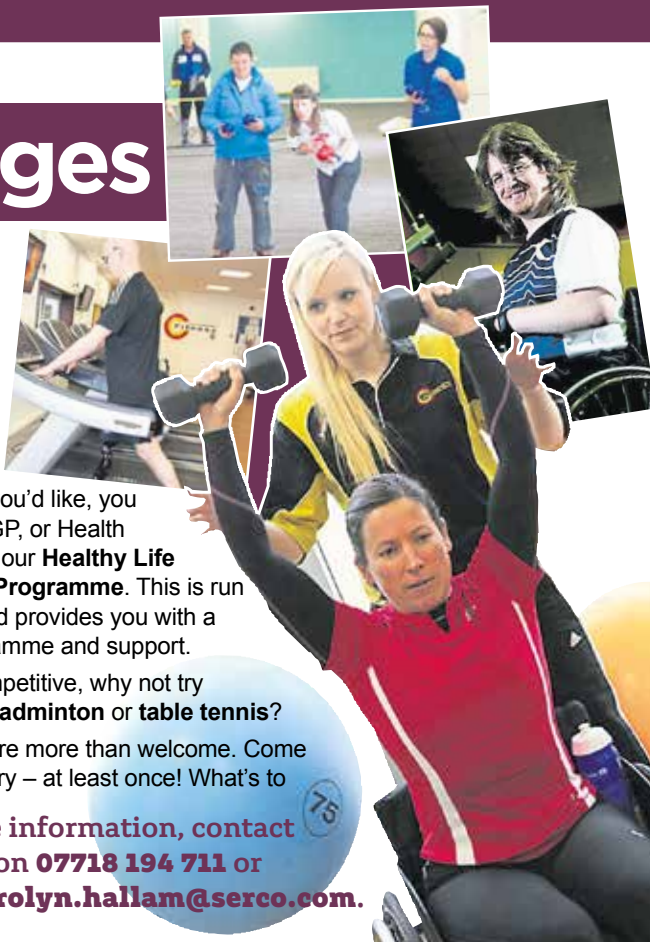 ges
ou'd like, you
GP, or Health
our Healthy Life
Programme. This is run
d provides you with a
amme and support.
mpetitive, why not try
adminton or table tennis?
re more than welcome. Come
ry – at least once! What's to
75
e information, contact
on 07718 194 711 or
rolyn.hallam@serco.com.